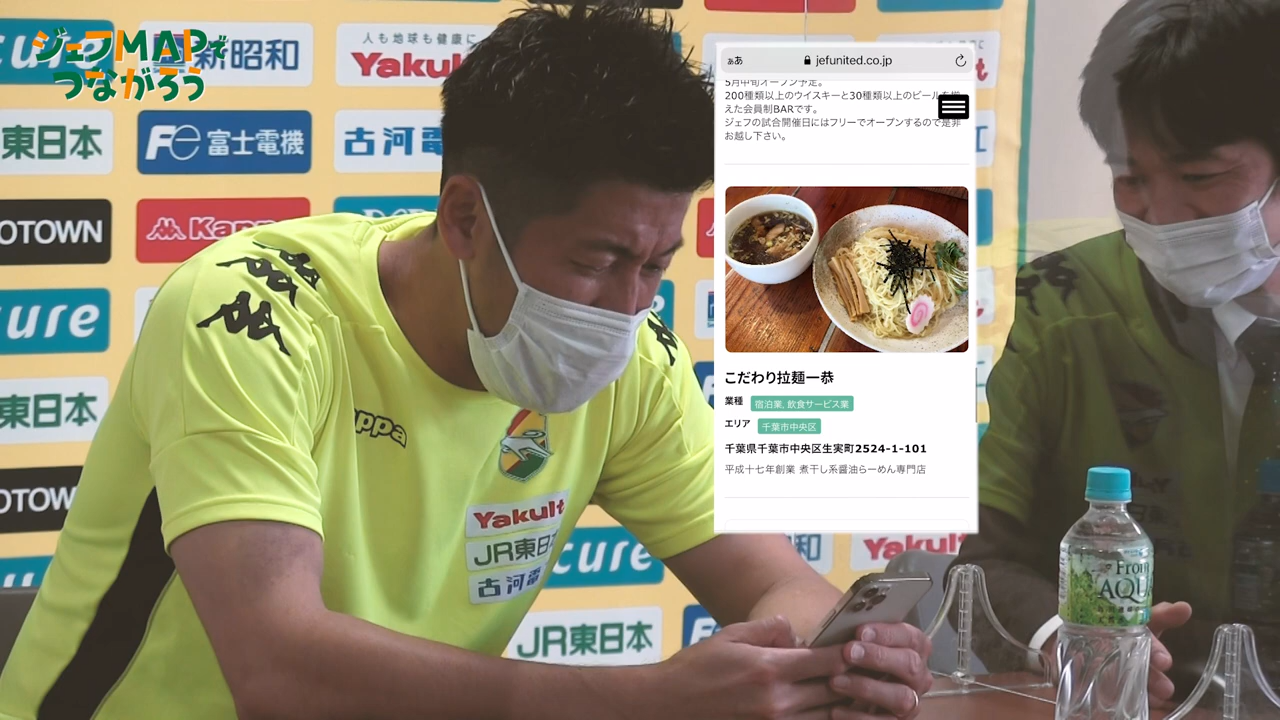 ジェフMAPで
つながろう
cure
新昭和
人も地球も健康に
Yakult
東日本
Fe 富士電機
古河電
OTOWN
Kappa
cure
東日本
OTOW
ぁあ
jefunited.co.jp
5月中旬オープン予定。
200種類以上のウイスキーと30種類以上のビールを揃
えた会員制BARです。
ジェフの試合開催日にはフリーでオープンするので是非
お越し下さい。
こだわり拉麺一恭
業種
宿泊業, 飲食サービス業
エリア
千葉市中央区
千葉県千葉市中央区生実町2524-1-101
平成十七年創業 煮干し系醤油らーめん専門店
appa
Yakult
JR東日本
古河電
cure
和
Yakult
JR東日本
From
AQU